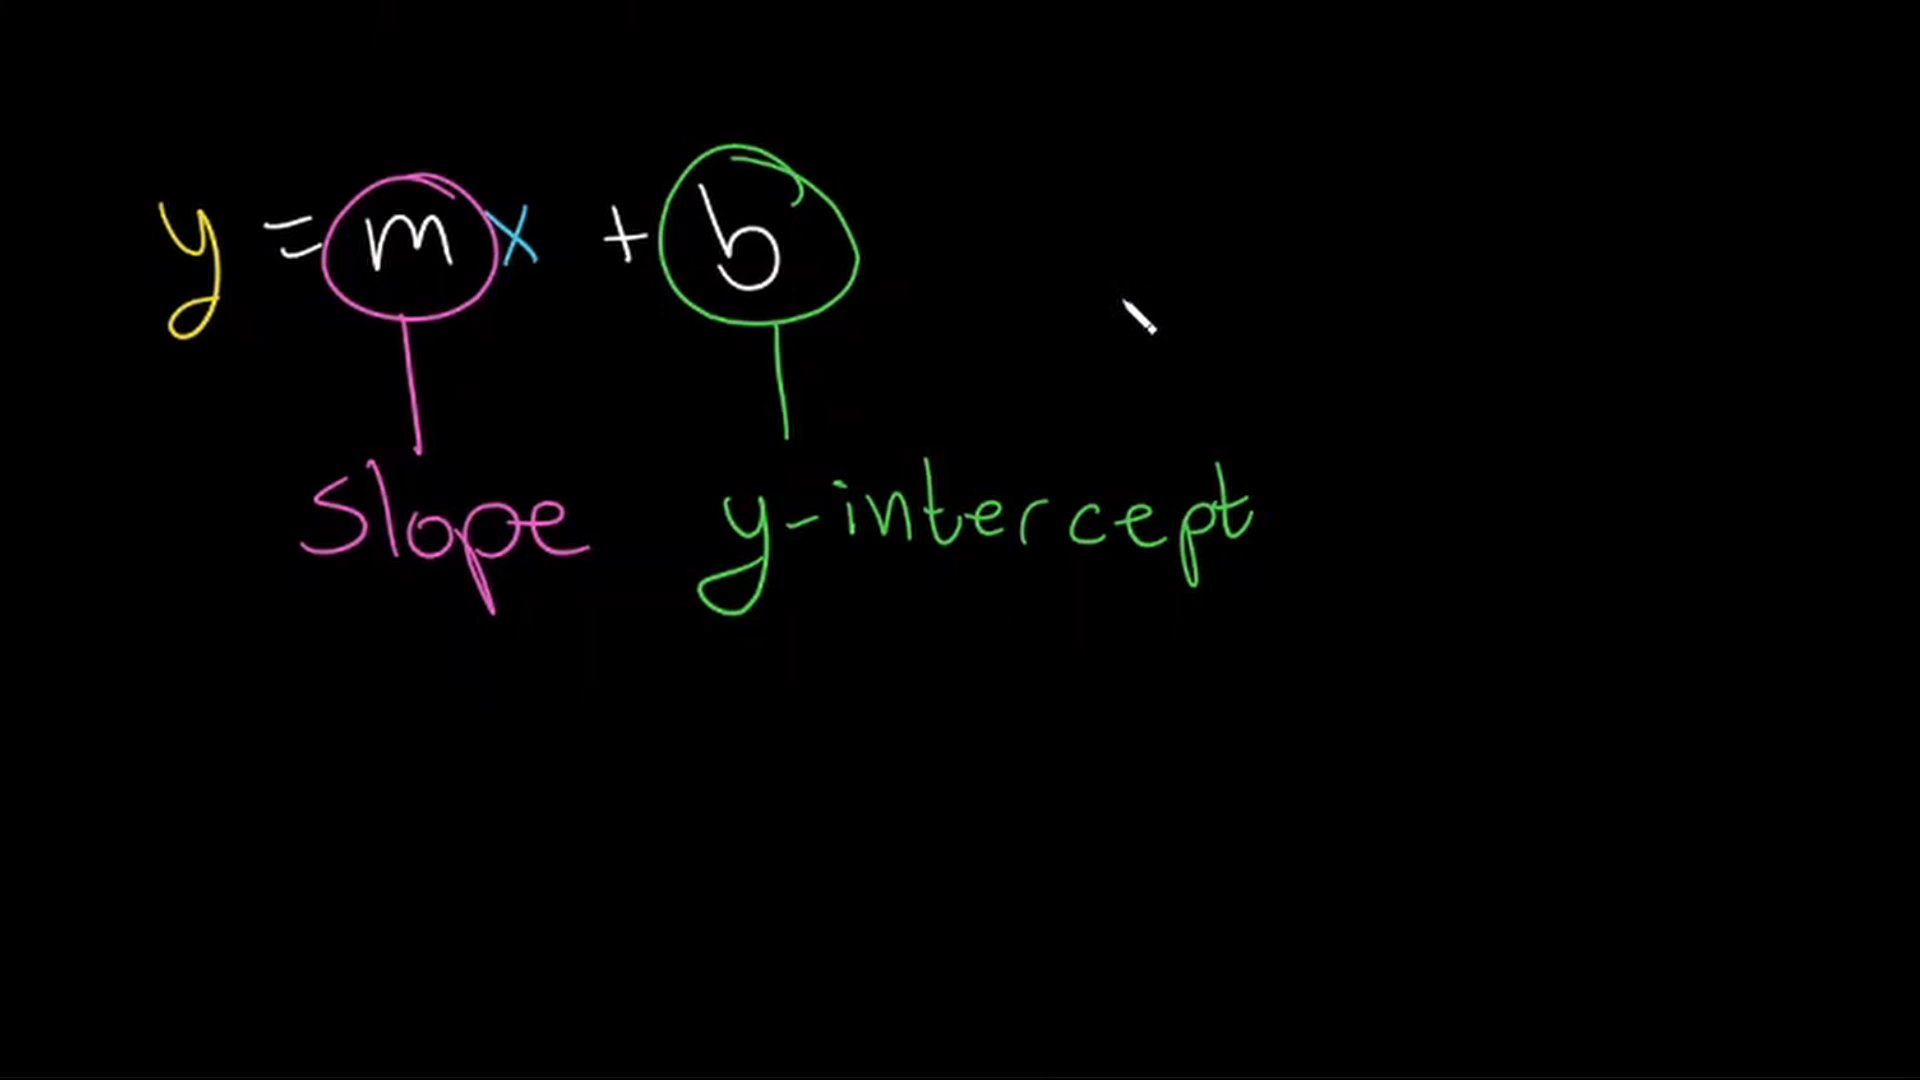 y = mx + b
Slope y-intercept